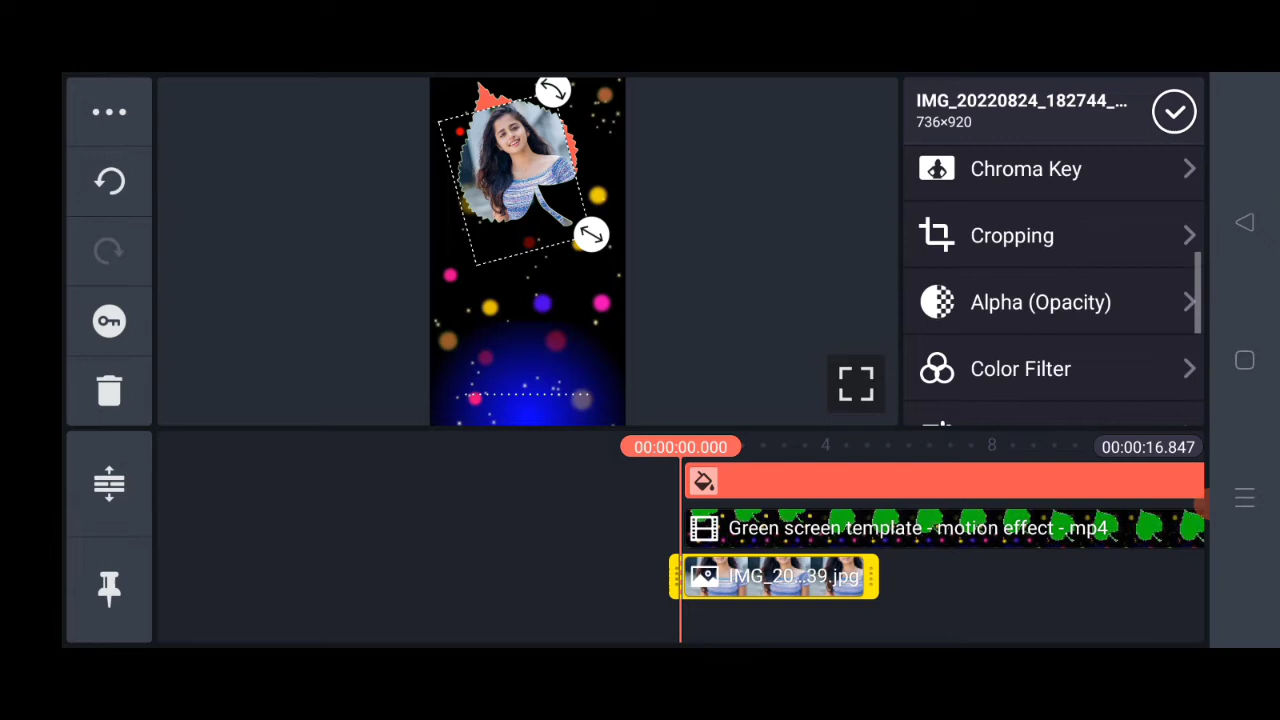 IMG_20220824_182744_...
736×920
Chroma Key
Cropping
Alpha (Opacity)
Color Filter
00:00:00.000
4
8
00:00:16.847
Green screen template - motion effect -.mp4
IMG_20...39.jpg